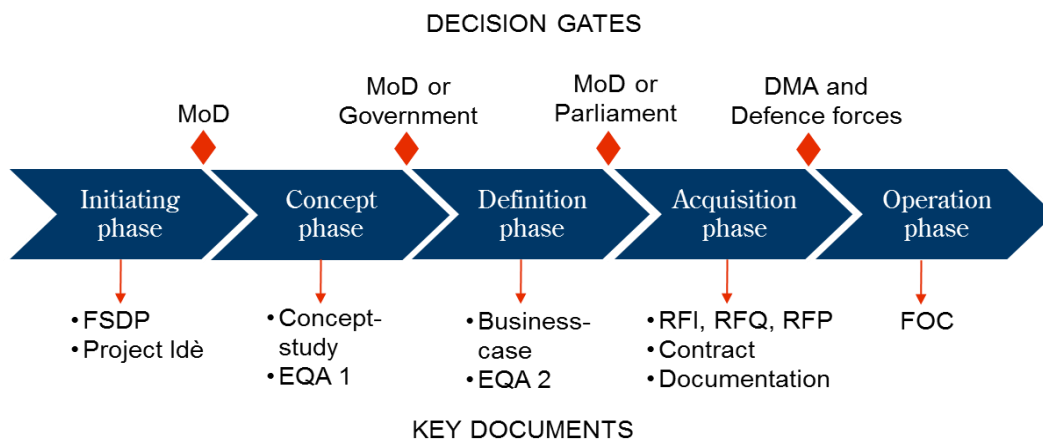 DECISION GATES
MoD
MoD or
Government
MoD or
Parliament
DMA and
Defence forces
Initiating
phase
Concept
phase
Definition
phase
Acquisition
phase
Operation
phase
• FSDP
• Project Idè
• Concept-
study
• EQA 1
• Business-
case
• EQA 2
• RFI, RFQ, RFP
• Contract
• Documentation
FOC
KEY DOCUMENTS